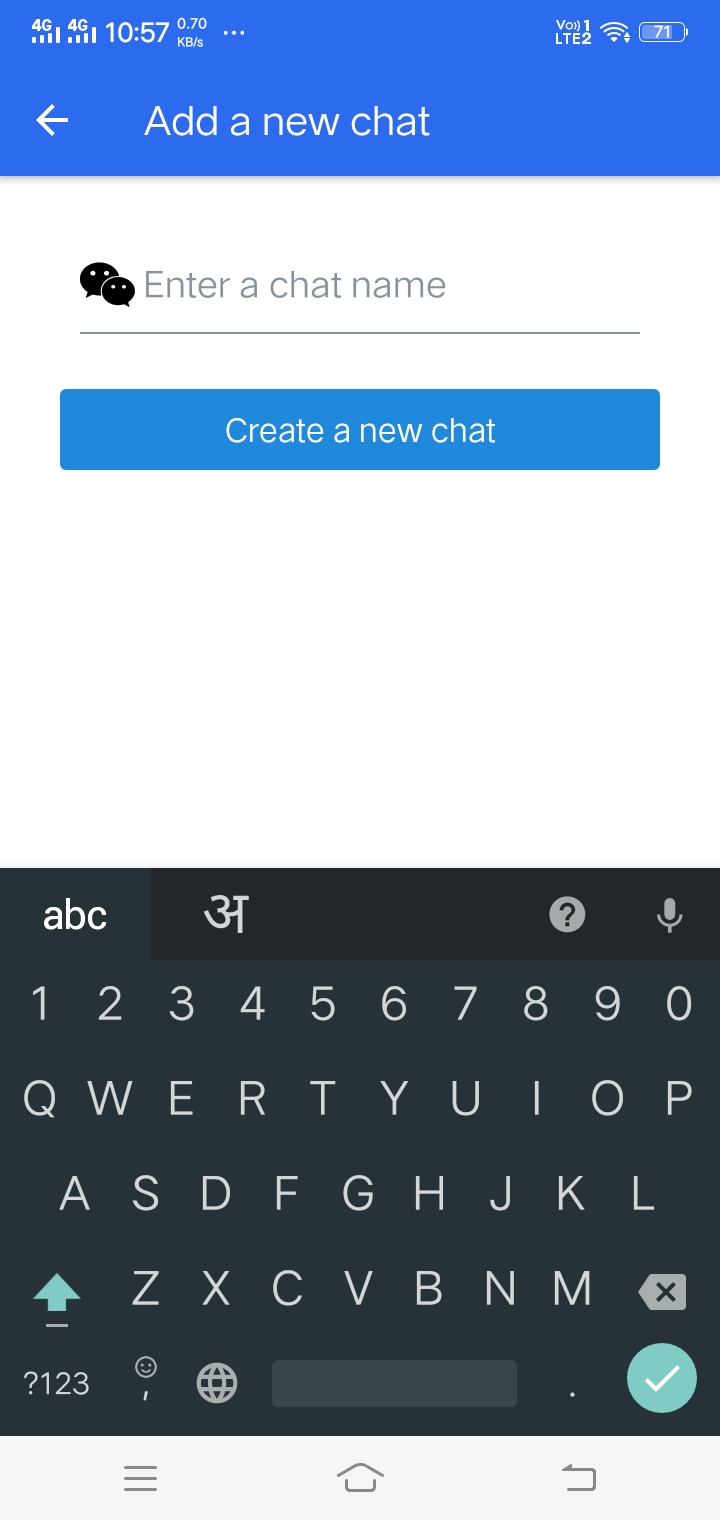 4G 4G 10:57 0.70 KB/s ... Vo)) 1 LTE2 71
Add a new chat
Enter a chat name
Create a new chat
abc अ ?
1 2 3 4 5 6 7 8 9 0
Q W E R T Y U I O P
A S D F G H J K L
Z X C V B N M
?123 , .